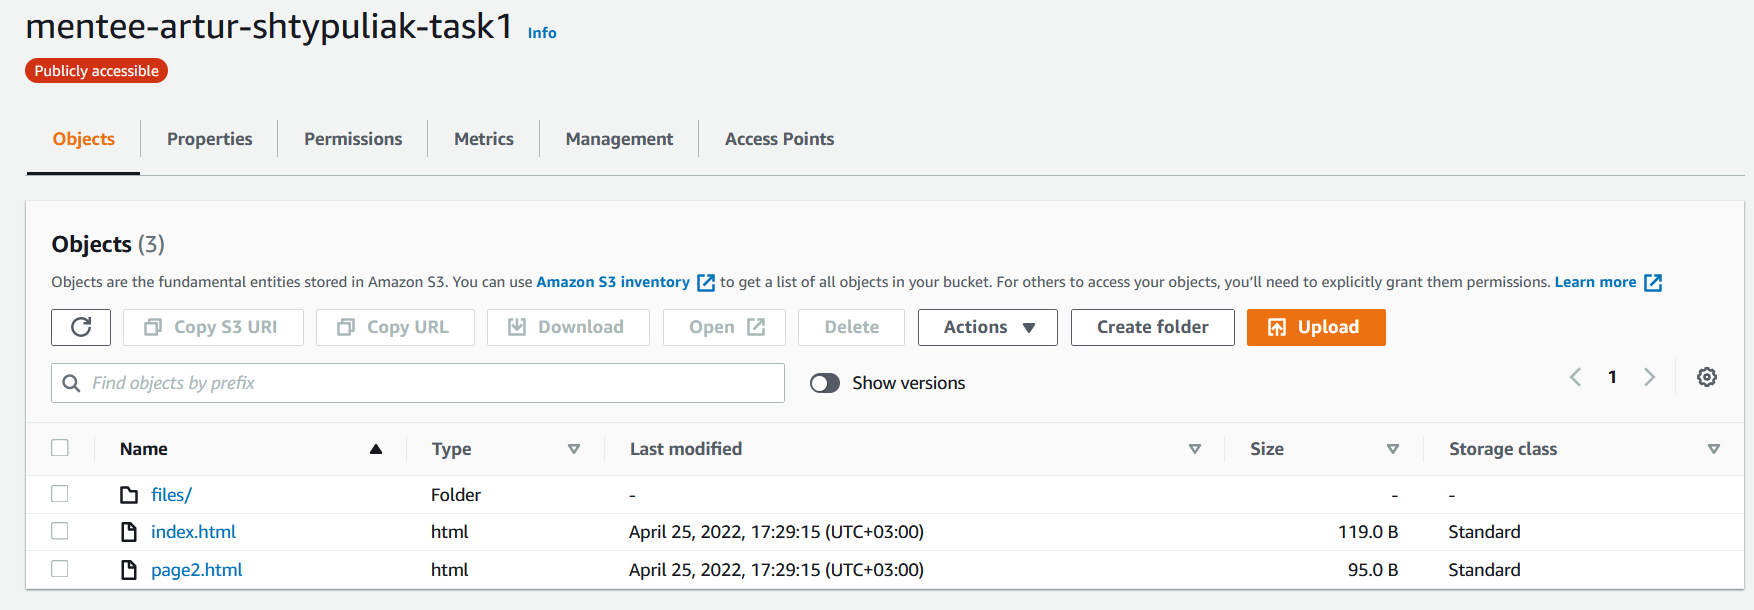 mentee-artur-shtypuliak-task1 Info
Publicly accessible
Objects Properties Permissions Metrics Management Access Points
Objects (3)
Objects are the fundamental entities stored in Amazon S3. You can use Amazon S3 inventory to get a list of all objects in your bucket. For others to access your objects, you'll need to explicitly grant them permissions. Learn more
Copy S3 URI Copy URL Download Open Delete Actions Create folder Upload
Find objects by prefix Show versions 1
Name Type Last modified Size Storage class
files/ Folder - - -
index.html html April 25, 2022, 17:29:15 (UTC+03:00) 119.0 B Standard
page2.html html April 25, 2022, 17:29:15 (UTC+03:00) 95.0 B Standard